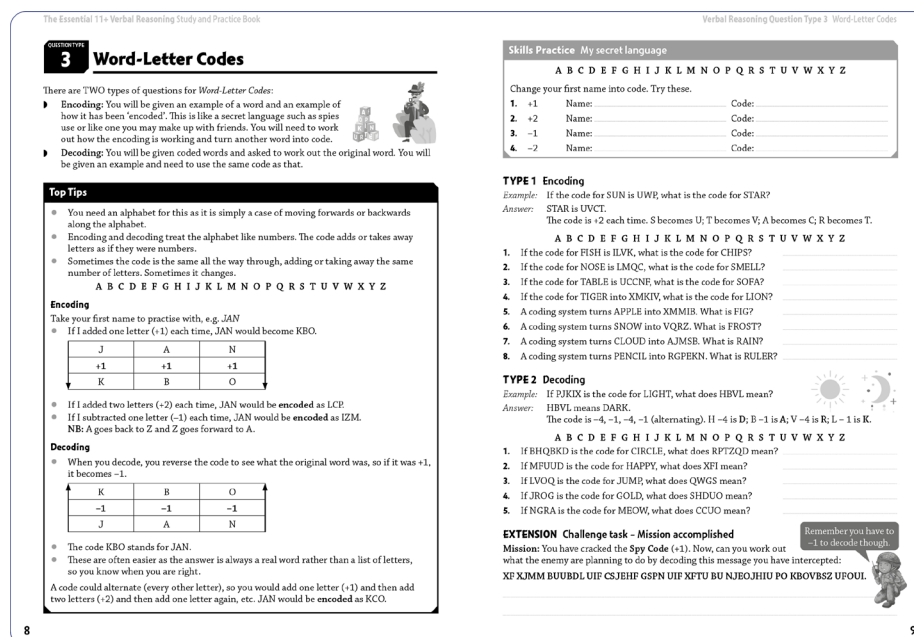 The Essential 11+ Verbal Reasoning Study and Practice Book
QUESTION TYPE
3
Word-Letter Codes
There are TWO types of questions for Word-Letter Codes:
Encoding: You will be given an example of a word and an example of
how it has been ‘encoded’. This is like a secret language such as spies
use or like one you may make up with friends. You will need to work
out how the encoding is working and turn another word into code.
Decoding: You will be given coded words and asked to work out the original word. You will
be given an example and need to use the same code as that.
Top Tips
You need an alphabet for this as it is simply a case of moving forwards or backwards
along the alphabet.
Encoding and decoding treat the alphabet like numbers. The code adds or takes away
letters as if they were numbers.
Sometimes the code is the same all the way through, adding or taking away the same
number of letters. Sometimes it changes.
A B C D E F G H I J K L M N O P Q R S T U V W X Y Z
Encoding
Take your first name to practise with, e.g. JAN
If I added one letter (+1) each time, JAN would become KBO.
J A N
+1 +1 +1
K B O
If I added two letters (+2) each time, JAN would be encoded as LCP.
If I subtracted one letter (–1) each time, JAN would be encoded as IZM.
NB: A goes back to Z and Z goes forward to A.
Decoding
When you decode, you reverse the code to see what the original word was, so if it was +1,
it becomes –1.
K B O
–1 –1 –1
J A N
The code KBO stands for JAN.
These are often easier as the answer is always a real word rather than a list of letters,
so you know when you are right.
A code could alternate (every other letter), so you would add one letter (+1) and then add
two letters (+2) and then add one letter again, etc. JAN would be encoded as KCO.
8
Verbal Reasoning Question Type 3 Word-Letter Codes
Skills Practice My secret language
A B C D E F G H I J K L M N O P Q R S T U V W X Y Z
Change your first name into code. Try these.
1. +1 Name: Code:
2. +2 Name: Code:
3. –1 Name: Code:
4. –2 Name: Code:
TYPE 1 Encoding
Example: If the code for SUN is UWP, what is the code for STAR?
Answer: STAR is UVCT.
The code is +2 each time. S becomes U; T becomes V; A becomes C; R becomes T.
A B C D E F G H I J K L M N O P Q R S T U V W X Y Z
1. If the code for FISH is ILVK, what is the code for CHIPS?
2. If the code for NOSE is LMQC, what is the code for SMELL?
3. If the code for TABLE is UCCNF, what is the code for SOFA?
4. If the code for TIGER into XMKIV, what is the code for LION?
5. A coding system turns APPLE into XMMIB. What is FIG?
6. A coding system turns SNOW into VQRZ. What is FROST?
7. A coding system turns CLOUD into AJMSB. What is RAIN?
8. A coding system turns PENCIL into RGPEKN. What is RULER?
TYPE 2 Decoding
Example: If PJKIX is the code for LIGHT, what does HBVL mean?
Answer: HBVL means DARK.
The code is –4, –1, –4, –1 (alternating). H –4 is D; B –1 is A; V –4 is R; L – 1 is K.
A B C D E F G H I J K L M N O P Q R S T U V W X Y Z
1. If BHQBKD is the code for CIRCLE, what does RPTZQD mean?
2. If MFUUD is the code for HAPPY, what does XFI mean?
3. If LVOQ is the code for JUMP, what does QWGS mean?
4. If JROG is the code for GOLD, what does SHDUO mean?
5. If NGRA is the code for MEOW, what does CCUO mean?
EXTENSION Challenge task – Mission accomplished
Mission: You have cracked the Spy Code (+1). Now, can you work out
what the enemy are planning to do by decoding this message you have intercepted:
XF XJMM BUUBDL UIF CSJEHF GSPN UIF XFTU BU NJEOJHIU PO KBOVBSZ UFOUI.
Remember you have to
–1 to decode though.
9